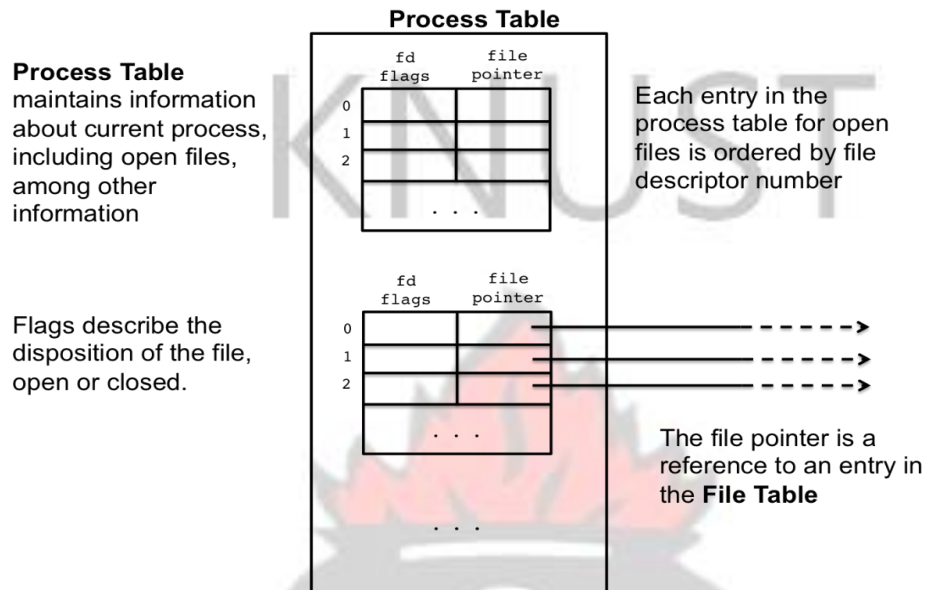 Process Table
Process Table
maintains information
about current process,
including open files,
among other
information
fd
flags
file
pointer
0
1
2
. . .
Each entry in the
process table for open
files is ordered by file
descriptor number
KNUST
Flags describe the
disposition of the file,
open or closed.
fd
flags
file
pointer
0
1
2
. . .
The file pointer is a
reference to an entry in
the File Table
. . .